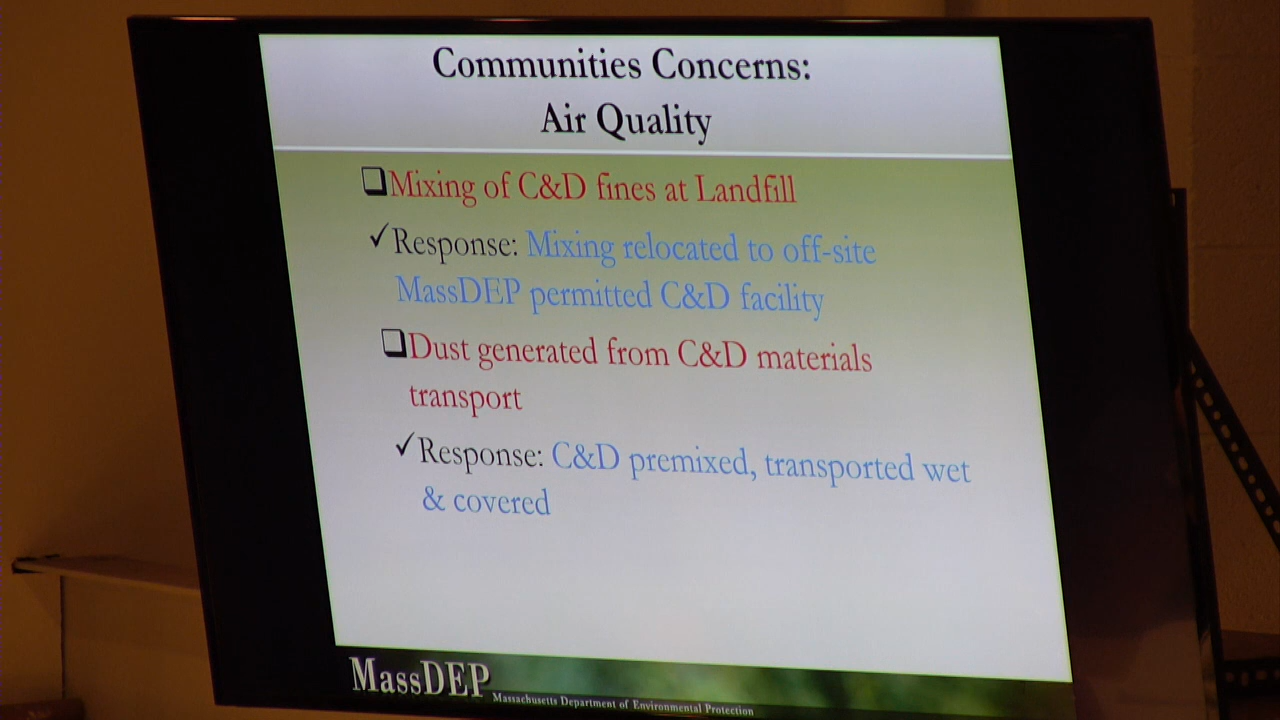 Communities Concerns:
Air Quality
❑Mixing of C&D fines at Landfill
✓Response: Mixing relocated to off-site
MassDEP permitted C&D facility
❑Dust generated from C&D materials
transport
✓Response: C&D premixed, transported wet
& covered
MassDEP
Massachusetts Department of Environmental Protection